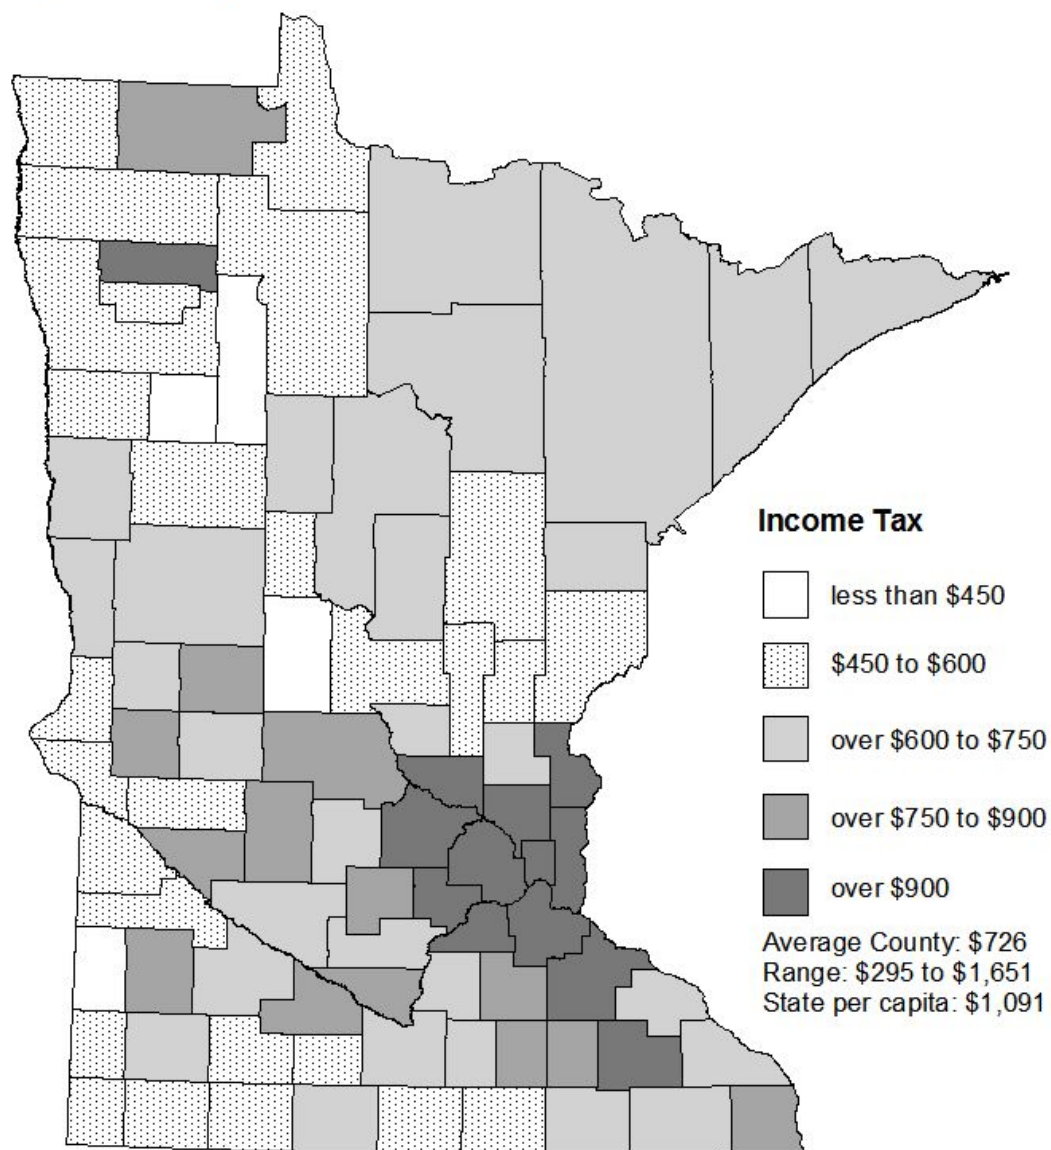 Income Tax
less than $450
$450 to $600
over $600 to $750
over $750 to $900
over $900
Average County: $726
Range: $295 to $1,651
State per capita: $1,091